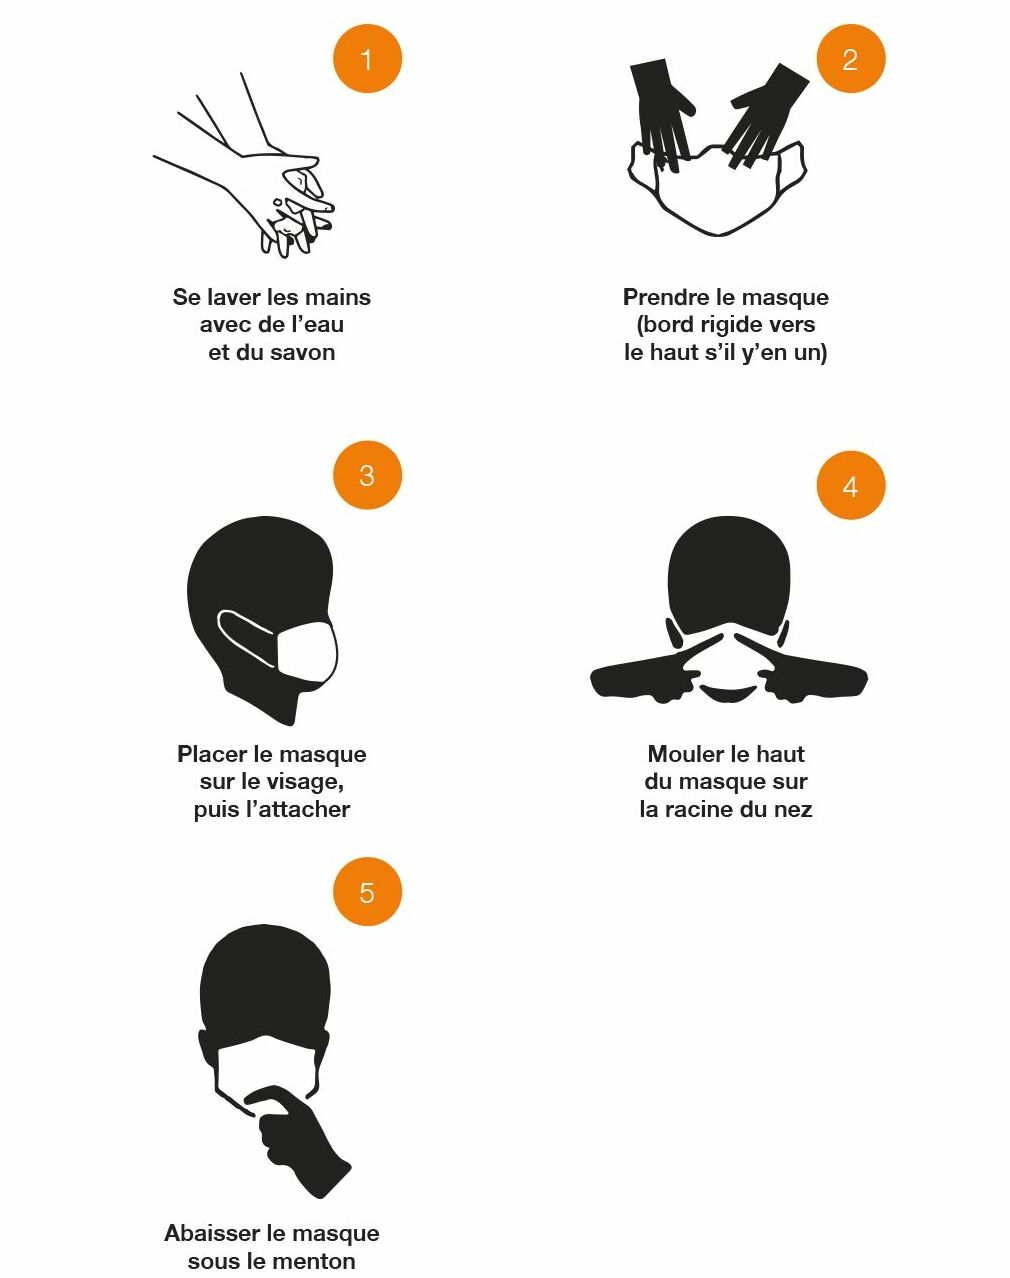 1
Se laver les mains
avec de l’eau
et du savon
2
Prendre le masque
(bord rigide vers
le haut s’il y’en un)
3
Placer le masque
sur le visage,
puis l’attacher
4
Mouler le haut
du masque sur
la racine du nez
5
Abaisser le masque
sous le menton